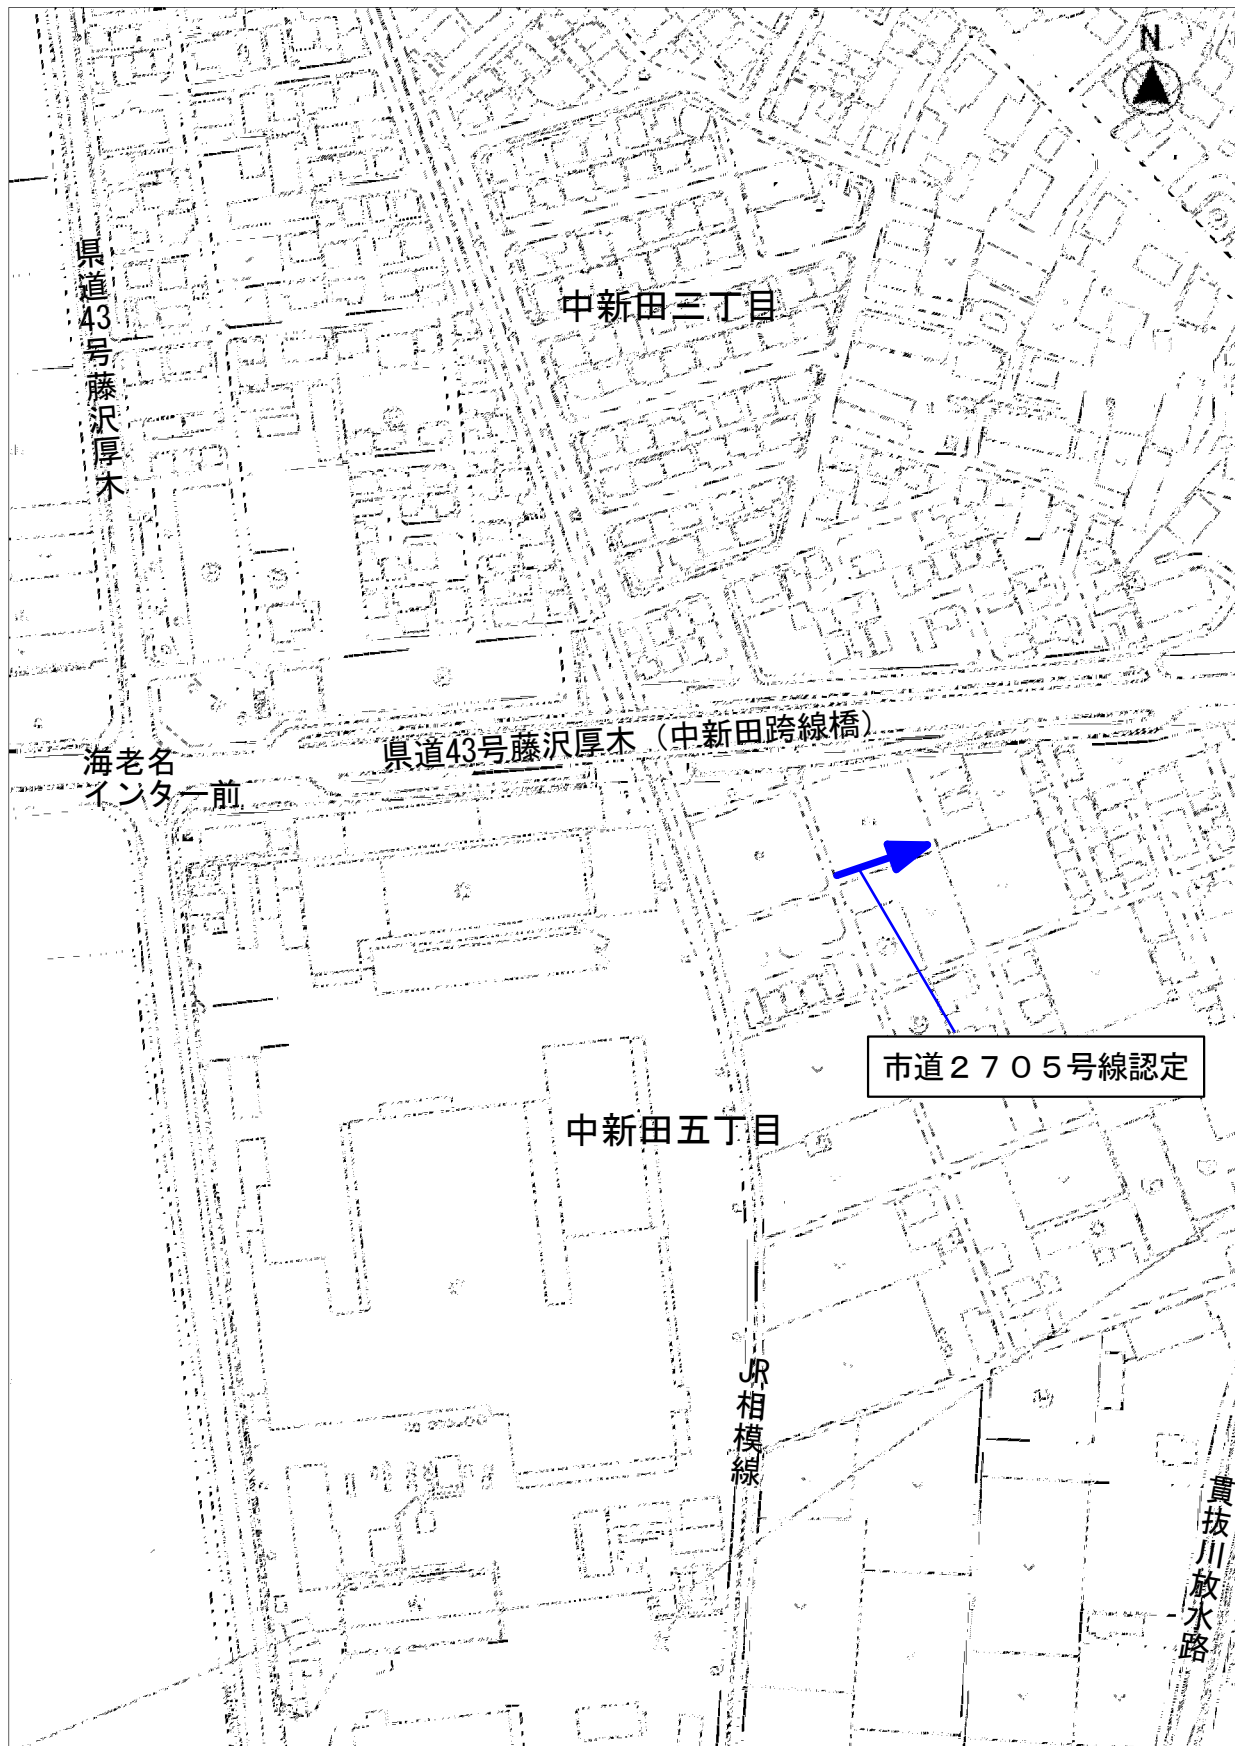 N
県道43号藤沢厚木
中新田三丁目
県道43号藤沢厚木（中新田跨線橋）
海老名
インター前
市道２７０５号線認定
中新田五丁目
JR相模線
貫抜川放水路